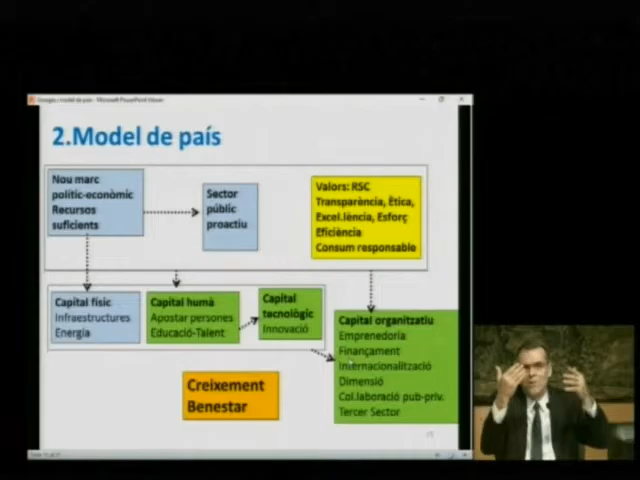 2.Model de país
Nou marc
polític-econòmic
Recursos
suficients
Sector
públic
proactiu
Valors: RSC
Transparència, Ètica,
Excel.lència, Esforç
Eficiència
Consum responsable
Capital físic
Infraestructures
Energia
Capital humà
Apostar persones
Educació-Talent
Capital
tecnològic
Innovació
Capital organitzatiu
Emprenedoria
Finançament
Internacionalització
Dimensió
Col.laboració pub-priv.
Tercer Sector
Creixement
Benestar